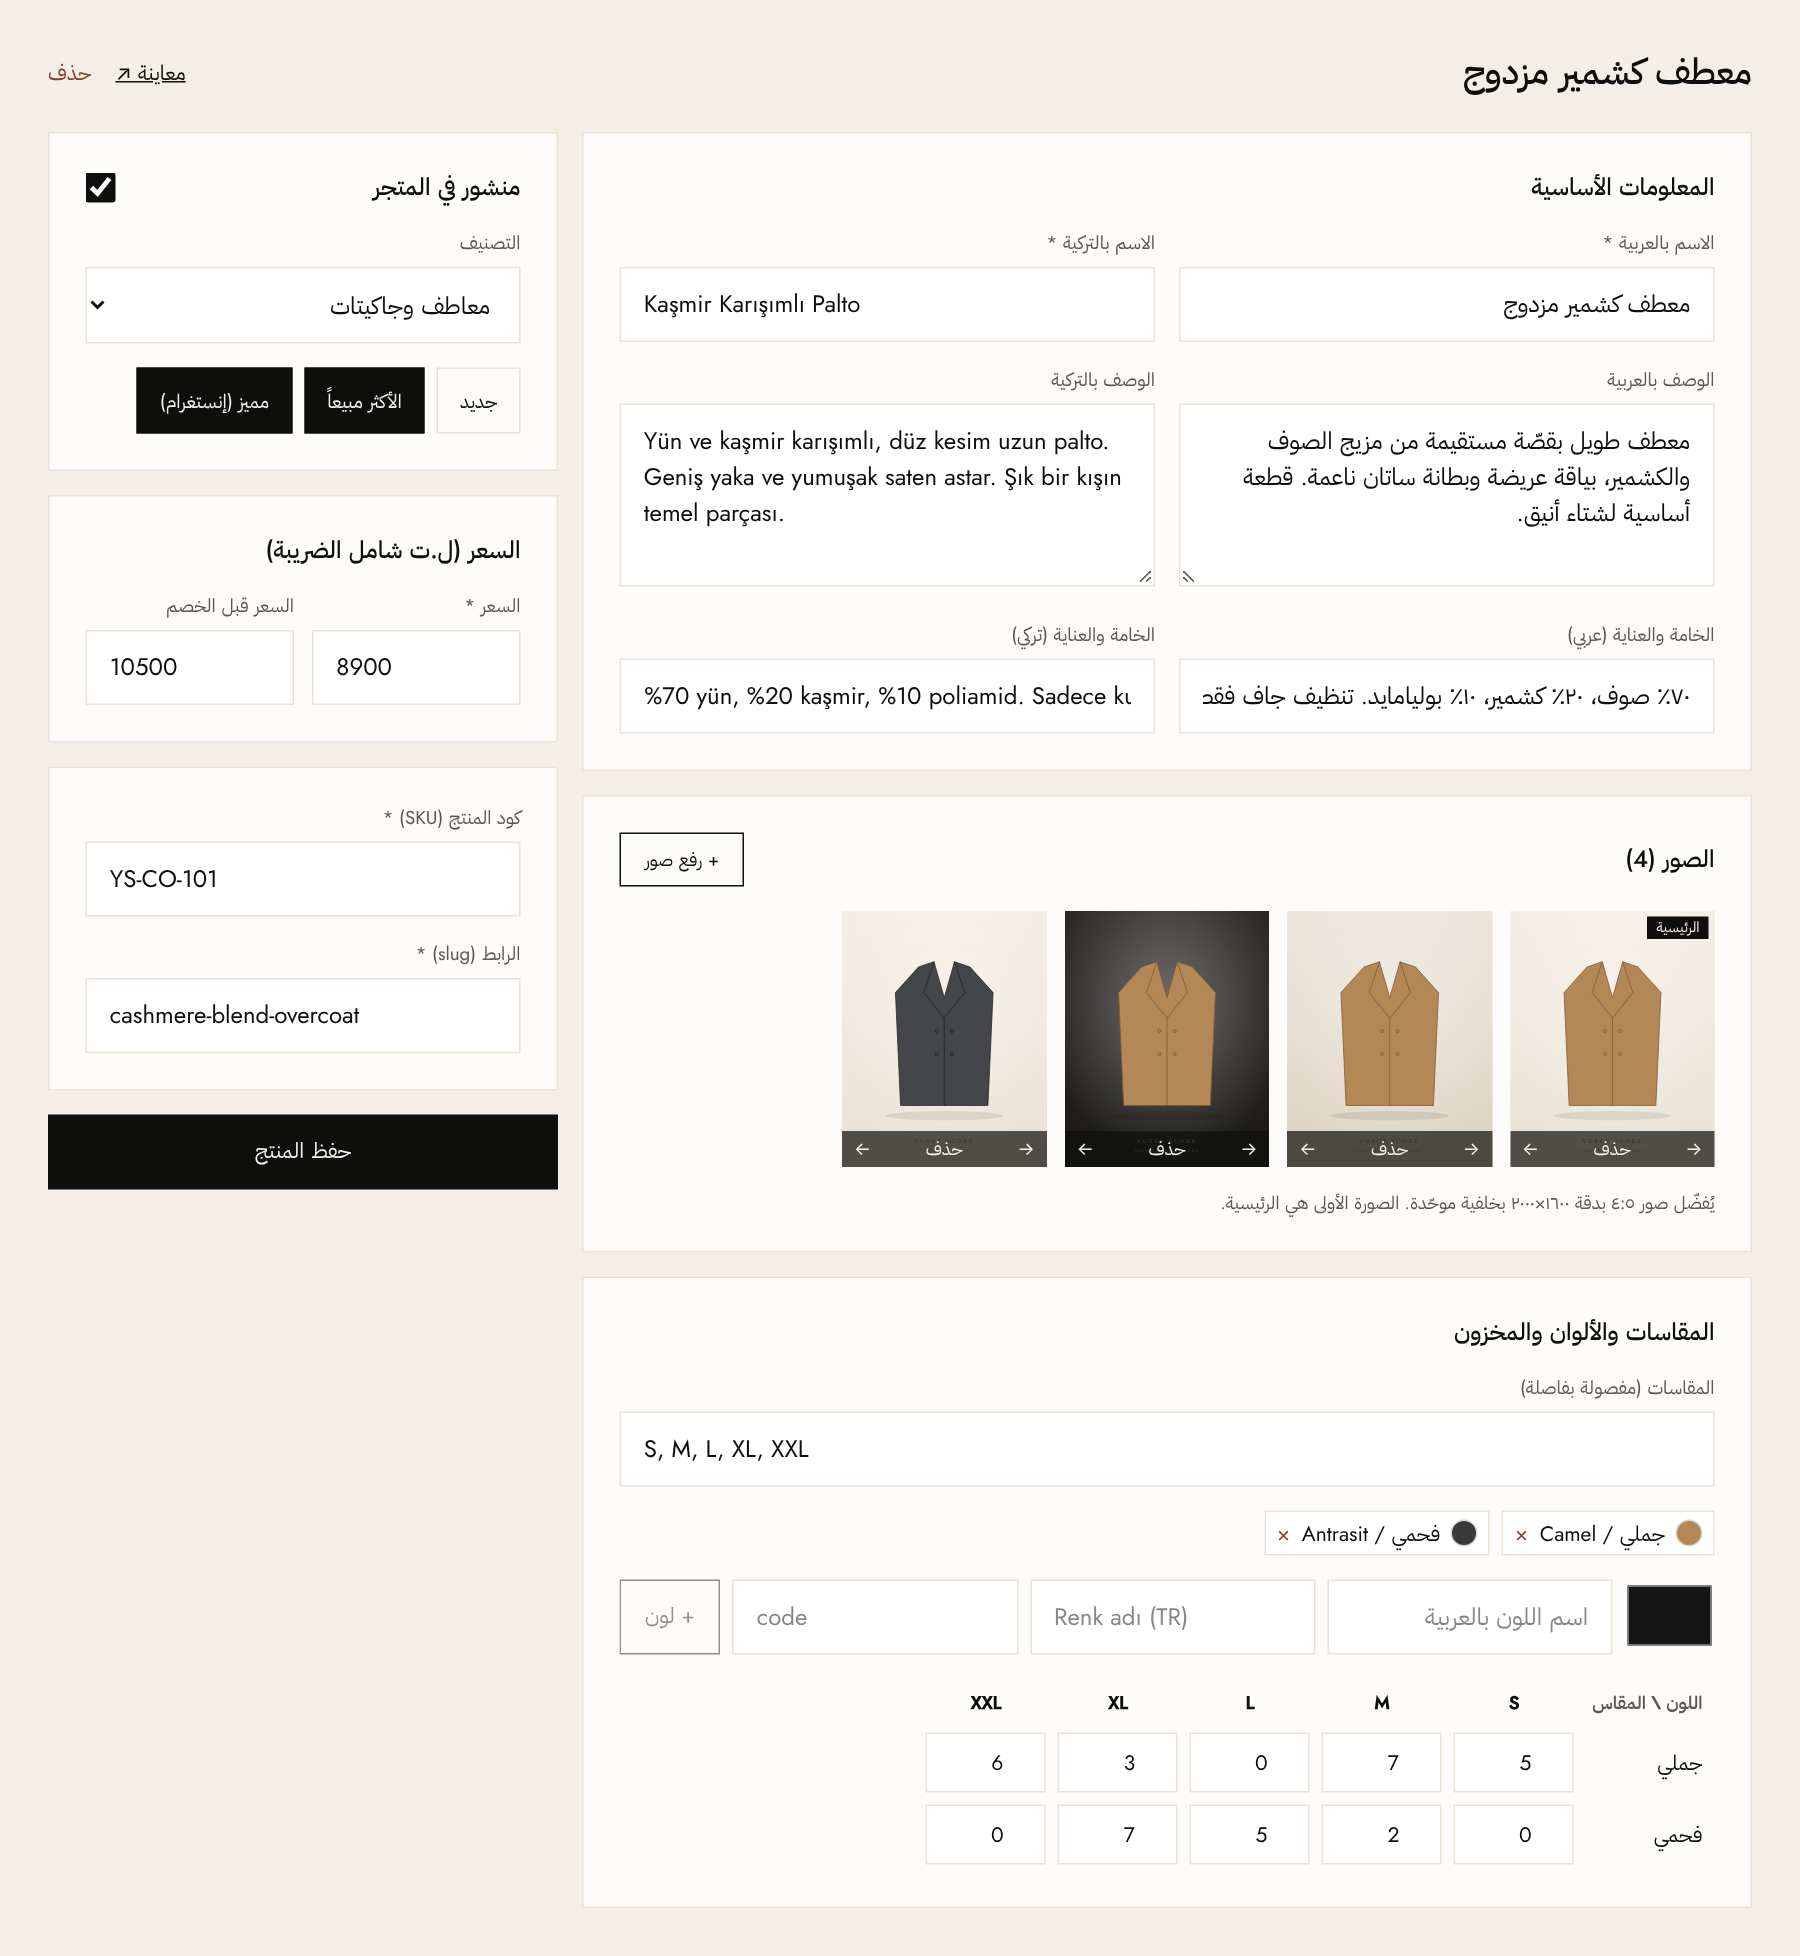 معطف كشمير مزدوج
معاينة ↗
حذف
المعلومات الأساسية
الاسم بالعربية *
الاسم بالتركية *
معطف كشمير مزدوج
Kaşmir Karışımlı Palto
الوصف بالعربية
الوصف بالتركية
معطف طويل بقصّة مستقيمة من مزيج الصوف
والكشمير، بياقة عريضة وبطانة ساتان ناعمة. قطعة
أساسية لشتاء أنيق.
Yün ve kaşmir karışımlı, düz kesim uzun palto.
Geniş yaka ve yumuşak saten astar. Şık bir kışın
temel parçası.
الخامة والعناية (عربي)
الخامة والعناية (تركي)
٧٠٪ صوف، ٢٠٪ كشمير، ١٠٪ بوليامايد. تنظيف جاف فقط
%70 yün, %20 kaşmir, %10 poliamid. Sadece ku
الصور (4)
+ رفع صور
الرئيسية
→ حذف ←
→ حذف ←
→ حذف ←
→ حذف ←
يُفضّل صور ٤:٥ بدقة ١٦٠٠×٢٠٠٠ بخلفية موحّدة. الصورة الأولى هي الرئيسية.
المقاسات والألوان والمخزون
المقاسات (مفصولة بفاصلة)
S, M, L, XL, XXL
جملي / Camel ×
فحمي / Antrasit ×
اسم اللون بالعربية
Renk adı (TR)
code
+ لون
اللون \ المقاس S M L XL XXL
جملي 5 7 0 3 6
فحمي 0 2 5 7 0
منشور في المتجر
التصنيف
معاطف وجاكيتات
جديد
الأكثر مبيعاً
مميز (إنستغرام)
السعر (ل.ت شامل الضريبة)
السعر *
السعر قبل الخصم
8900
10500
كود المنتج (SKU) *
YS-CO-101
الرابط (slug) *
cashmere-blend-overcoat
حفظ المنتج